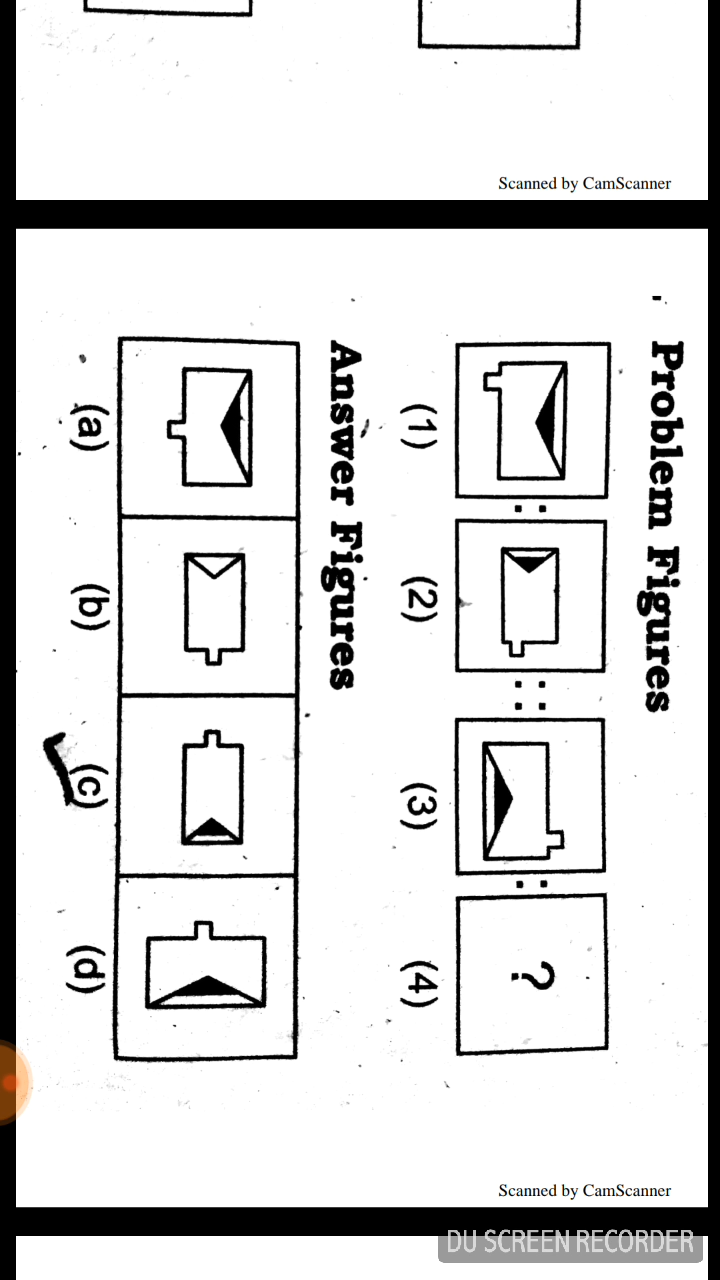 Scanned by CamScanner
Problem Figures
(1)
(2)
(3)
(4)
?
Answer Figures
(a)
(b)
(c)
(d)
Scanned by CamScanner
DU SCREEN RECORDER